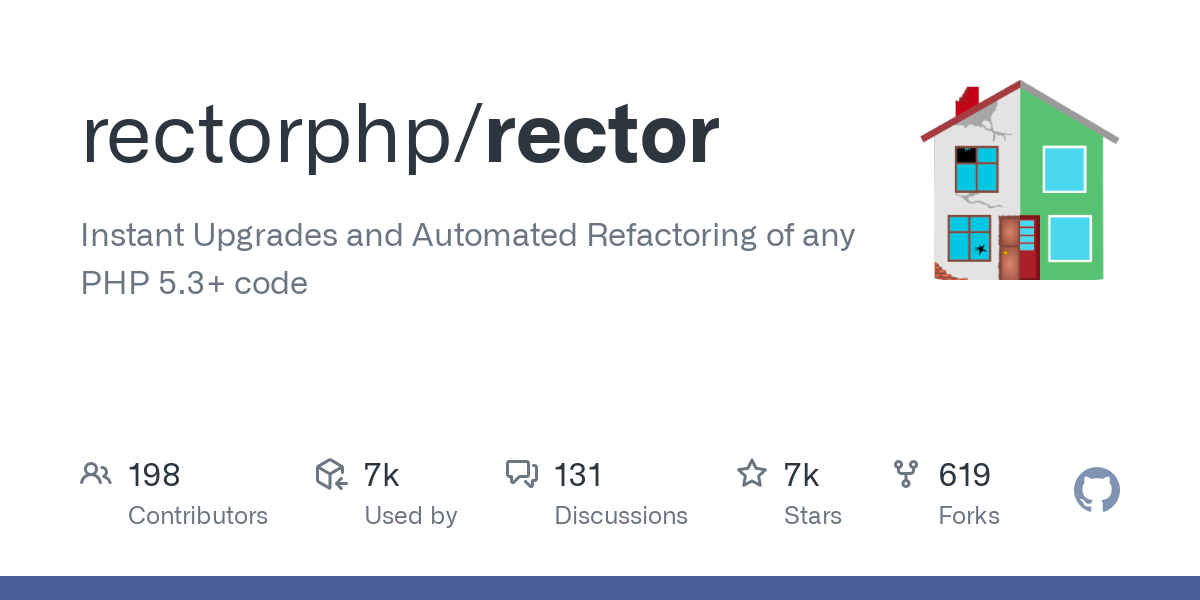 rectorphp/rector
Instant Upgrades and Automated Refactoring of any
PHP 5.3+ code
198
Contributors
7k
Used by
131
Discussions
7k
Stars
619
Forks